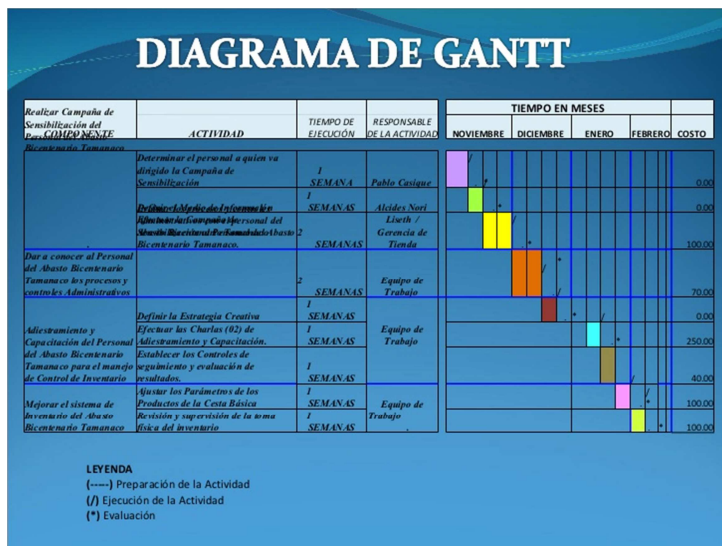 DIAGRAMA DE GANTT
Realizar Campaña de
Sensibilización del
Personal del Abasto
Bicentenario Tamanaco
COMPONENTE
ACTIVIDAD
TIEMPO DE
EJECUCIÓN
RESPONSABLE
DE LA ACTIVIDAD
TIEMPO EN MESES
NOVIEMBRE DICIEMBRE ENERO FEBRERO COSTO
Determinar el personal a quien va
dirigido la Campaña de
Sensibilización
1
SEMANA
Pablo Casique
0.00
1
SEMANAS
Alcides Nori
0.00
Bicentenario Tamanaco.
2
SEMANAS
Liseth /
Gerencia de
Tienda
100.00
Dar a conocer al Personal
del Abasto Bicentenario
Tamanaco los procesos y
controles Administrativos
2
SEMANAS
Equipo de
Trabajo
70.00
Definir la Estrategia Creativa
1
SEMANAS
0.00
Adiestramiento y
Capacitación del Personal
del Abasto Bicentenario
Tamanaco para el manejo
de Control de Inventario
Efectuar las Charlas (02) de
Adiestramiento y Capacitación.
1
SEMANAS
Equipo de
Trabajo
250.00
Establecer los Controles de
seguimiento y evaluación de
resultados.
1
SEMANAS
40.00
Mejorar el sistema de
Inventario del Abasto
Bicentenario Tamanaco
Ajustar los Parámetros de los
Productos de la Cesta Básica
1
SEMANAS
Equipo de
Trabajo
100.00
Revisión y supervisión de la toma
física del inventario
1
SEMANAS
100.00
LEYENDA
(-----) Preparación de la Actividad
(/) Ejecución de la Actividad
(*) Evaluación